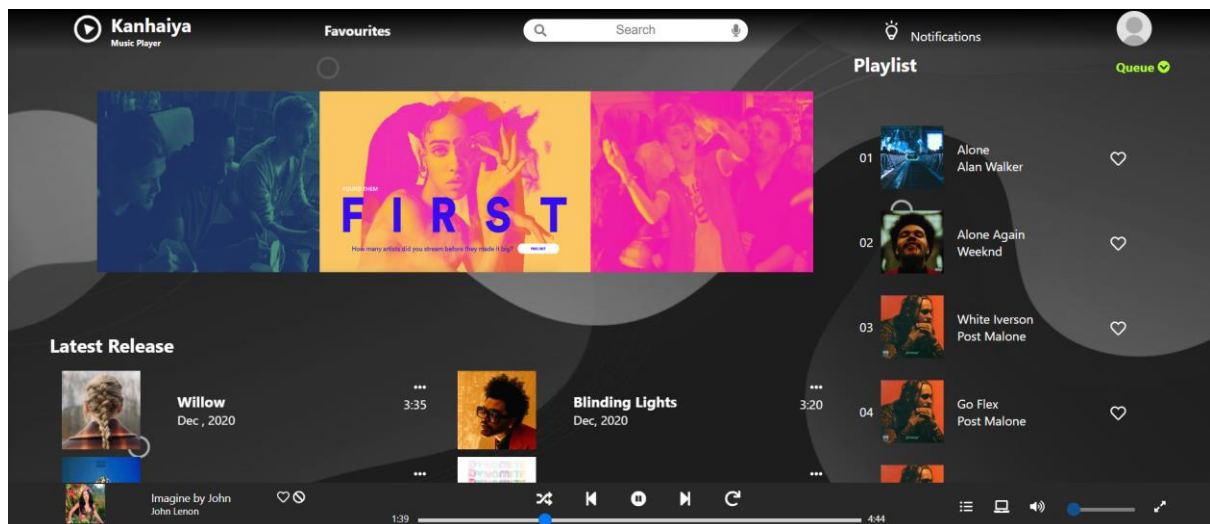 Kanhaiya
Music Player
Favourites
Search
Notifications
Playlist
Queue
FOUND THEM
FIRST
How many artists did you stream before they made it big?
01
Alone
Alan Walker
02
Alone Again
Weeknd
03
White Iverson
Post Malone
04
Go Flex
Post Malone
Latest Release
Willow
Dec , 2020
3:35
Blinding Lights
Dec, 2020
3:20
DYNAMITE
Imagine by John
John Lenon
1:39
4:44